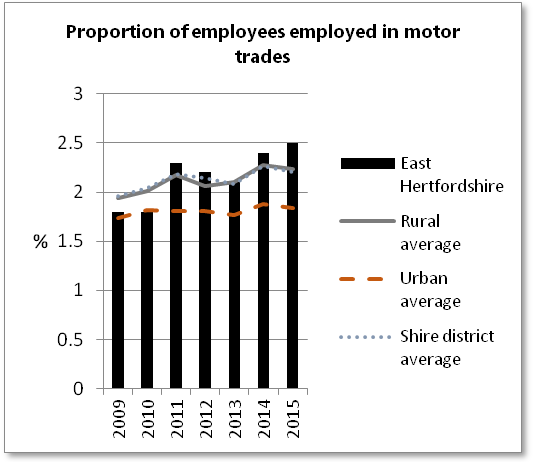 Proportion of employees employed in motor
trades
3
2.5
2
1.5
1
0.5
0
%
2009
2010
2011
2012
2013
2014
2015
East
Hertfordshire
Rural
average
Urban
average
Shire district
average